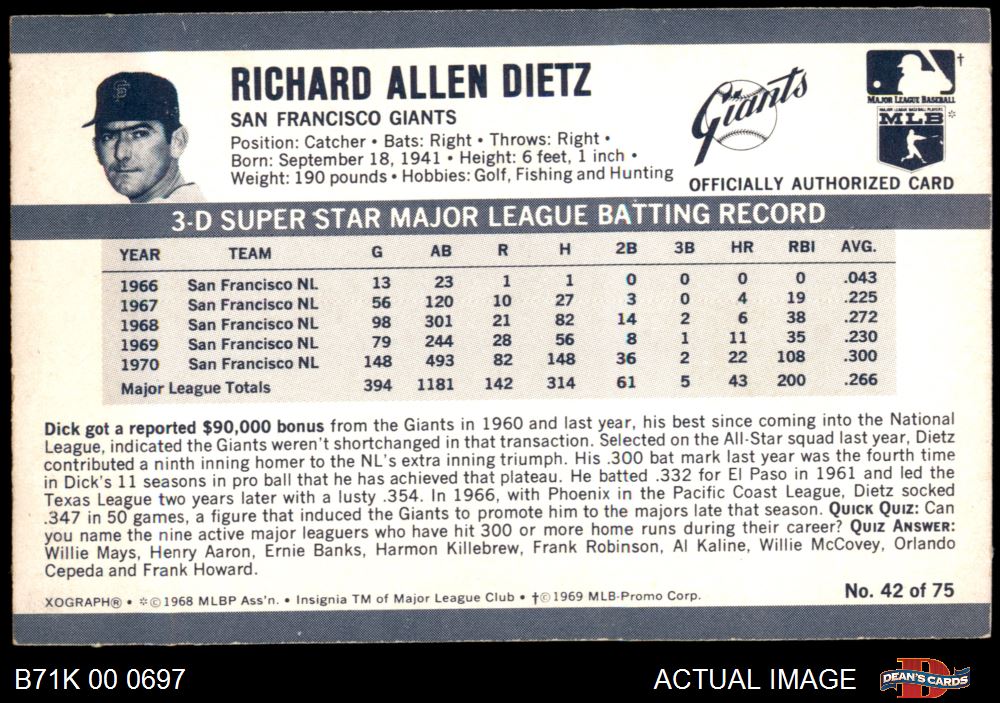 RICHARD ALLEN DIETZ
SAN FRANCISCO GIANTS
Position: Catcher • Bats: Right • Throws: Right •
Born: September 18, 1941 • Height: 6 feet, 1 inch •
Weight: 190 pounds • Hobbies: Golf, Fishing and Hunting
SF
Giants
†
MAJOR LEAGUE BASEBALL
MAJOR LEAGUE BASEBALL PLAYERS
MLB *
OFFICIALLY AUTHORIZED CARD
3-D SUPER STAR MAJOR LEAGUE BATTING RECORD
YEAR TEAM G AB R H 2B 3B HR RBI AVG.
1966 San Francisco NL 13 23 1 1 0 0 0 0 .043
1967 San Francisco NL 56 120 10 27 3 0 4 19 .225
1968 San Francisco NL 98 301 21 82 14 2 6 38 .272
1969 San Francisco NL 79 244 28 56 8 1 11 35 .230
1970 San Francisco NL 148 493 82 148 36 2 22 108 .300
Major League Totals 394 1181 142 314 61 5 43 200 .266
Dick got a reported $90,000 bonus from the Giants in 1960 and last year, his best since coming into the National
League, indicated the Giants weren't shortchanged in that transaction. Selected on the All-Star squad last year, Dietz
contributed a ninth inning homer to the NL's extra inning triumph. His .300 bat mark last year was the fourth time
in Dick's 11 seasons in pro ball that he has achieved that plateau. He batted .332 for El Paso in 1961 and led the
Texas League two years later with a lusty .354. In 1966, with Phoenix in the Pacific Coast League, Dietz socked
.347 in 50 games, a figure that induced the Giants to promote him to the majors late that season. QUICK QUIZ: Can
you name the nine active major leaguers who have hit 300 or more home runs during their career? QUIZ ANSWER:
Willie Mays, Henry Aaron, Ernie Banks, Harmon Killebrew, Frank Robinson, Al Kaline, Willie McCovey, Orlando
Cepeda and Frank Howard.
XOGRAPH® • *©1968 MLBP Ass'n. • Insignia TM of Major League Club • †©1969 MLB-Promo Corp.
No. 42 of 75
B71K 00 0697
ACTUAL IMAGE
D
DEAN'S CARDS